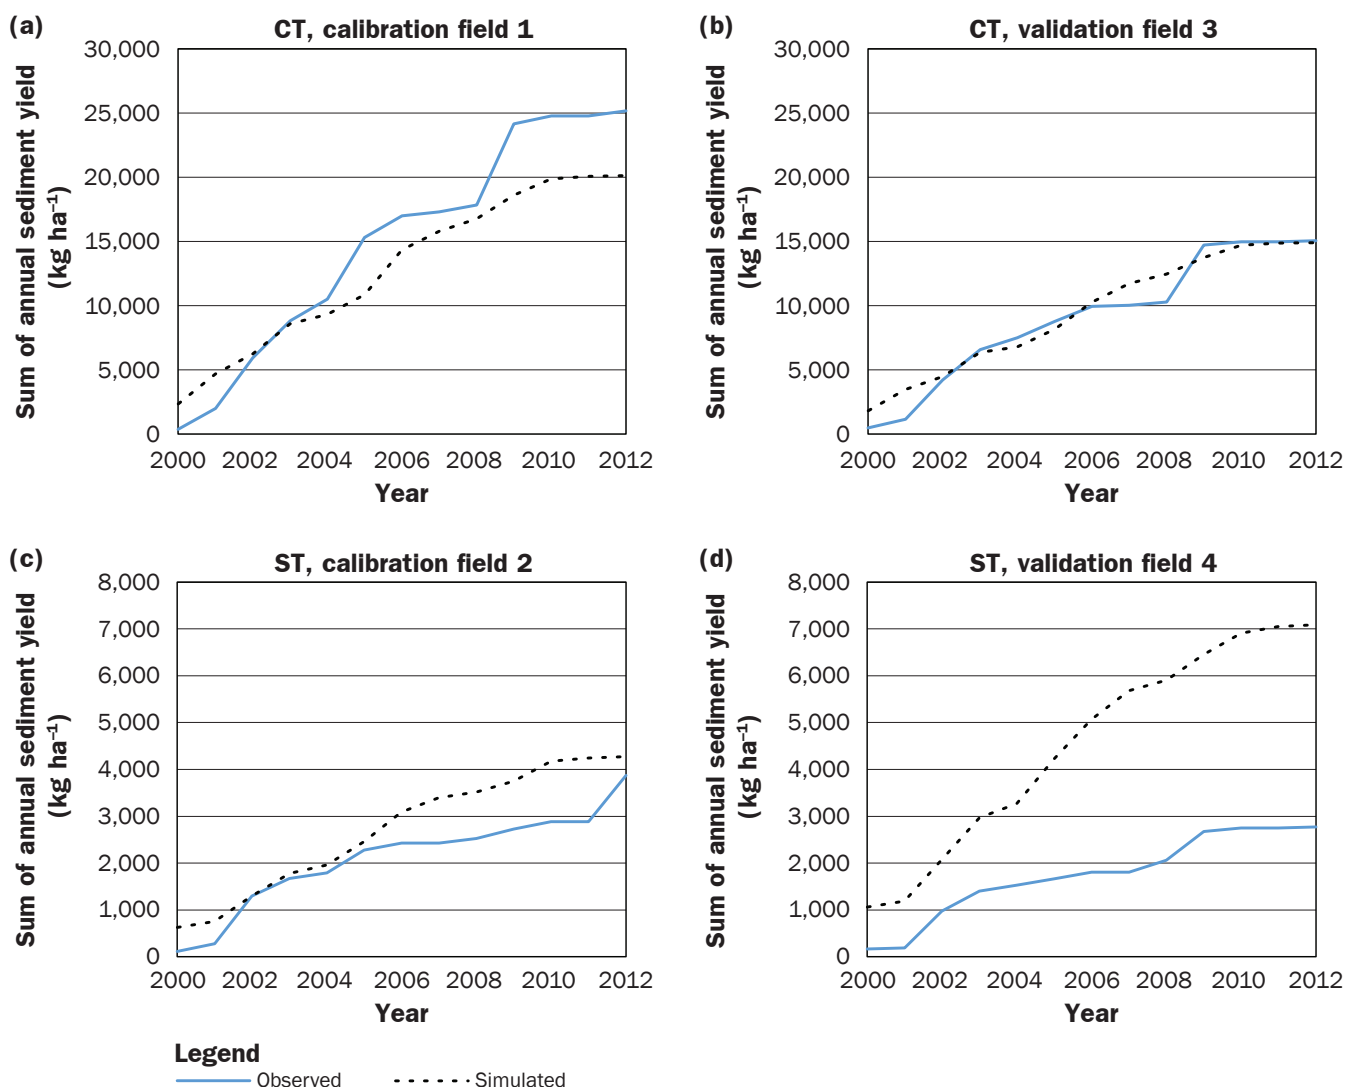 (a)
CT, calibration field 1
Sum of annual sediment yield
(kg ha⁻¹)
30,000
25,000
20,000
15,000
10,000
5,000
0
2000 2002 2004 2006 2008 2010 2012
Year
(b)
CT, validation field 3
Sum of annual sediment yield
(kg ha⁻¹)
30,000
25,000
20,000
15,000
10,000
5,000
0
2000 2002 2004 2006 2008 2010 2012
Year
(c)
ST, calibration field 2
Sum of annual sediment yield
(kg ha⁻¹)
8,000
7,000
6,000
5,000
4,000
3,000
2,000
1,000
0
2000 2002 2004 2006 2008 2010 2012
Year
(d)
ST, validation field 4
Sum of annual sediment yield
(kg ha⁻¹)
8,000
7,000
6,000
5,000
4,000
3,000
2,000
1,000
0
2000 2002 2004 2006 2008 2010 2012
Year
Legend
Observed Simulated